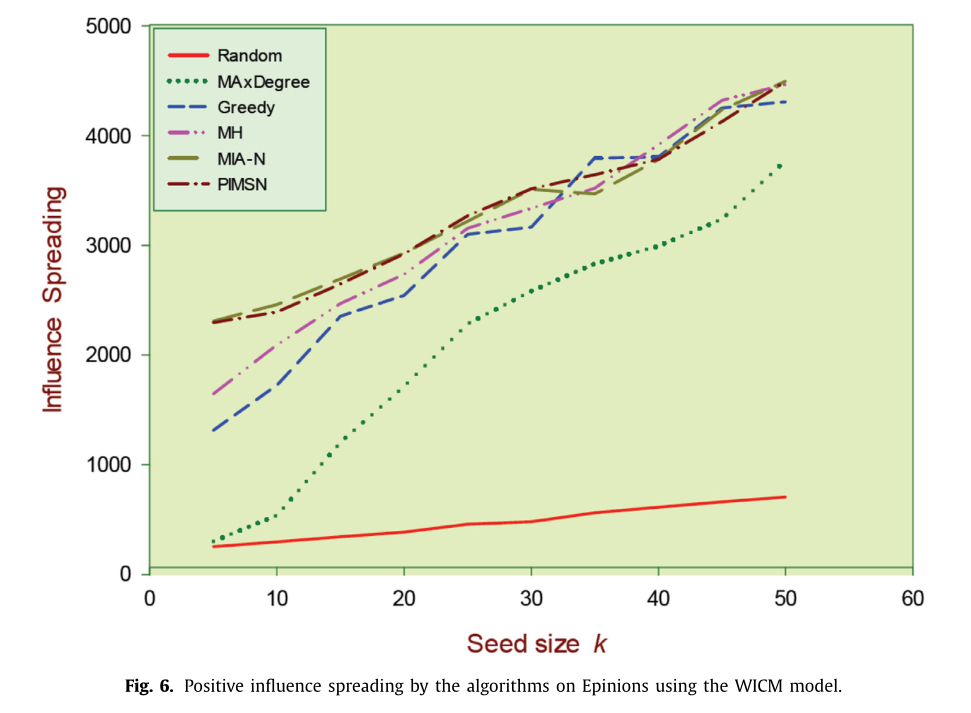 5000
4000
3000
2000
1000
0
Influence Spreading
Random
MAxDegree
Greedy
MH
MIA-N
PIMSN
0 10 20 30 40 50 60
Seed size k
Fig. 6. Positive influence spreading by the algorithms on Epinions using the WICM model.